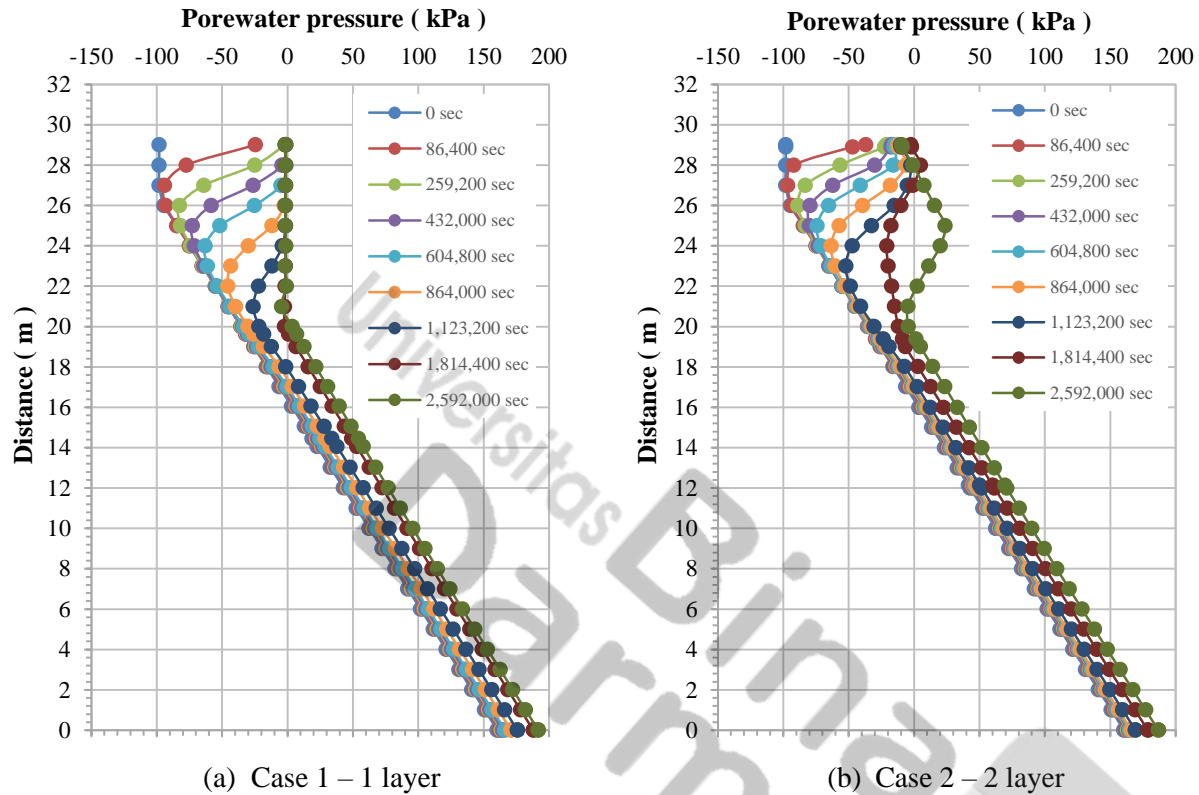 Porewater pressure ( kPa )
-150 -100 -50 0 50 100 150 200
Distance ( m )
32
30
28
26
24
22
20
18
16
14
12
10
8
6
4
2
0
0 sec
86,400 sec
259,200 sec
432,000 sec
604,800 sec
864,000 sec
1,123,200 sec
1,814,400 sec
2,592,000 sec
(a) Case 1 – 1 layer
Porewater pressure ( kPa )
-150 -100 -50 0 50 100 150 200
Distance ( m )
32
30
28
26
24
22
20
18
16
14
12
10
8
6
4
2
0
0 sec
86,400 sec
259,200 sec
432,000 sec
604,800 sec
864,000 sec
1,123,200 sec
1,814,400 sec
2,592,000 sec
(b) Case 2 – 2 layer
Universitas
Bina
Darm